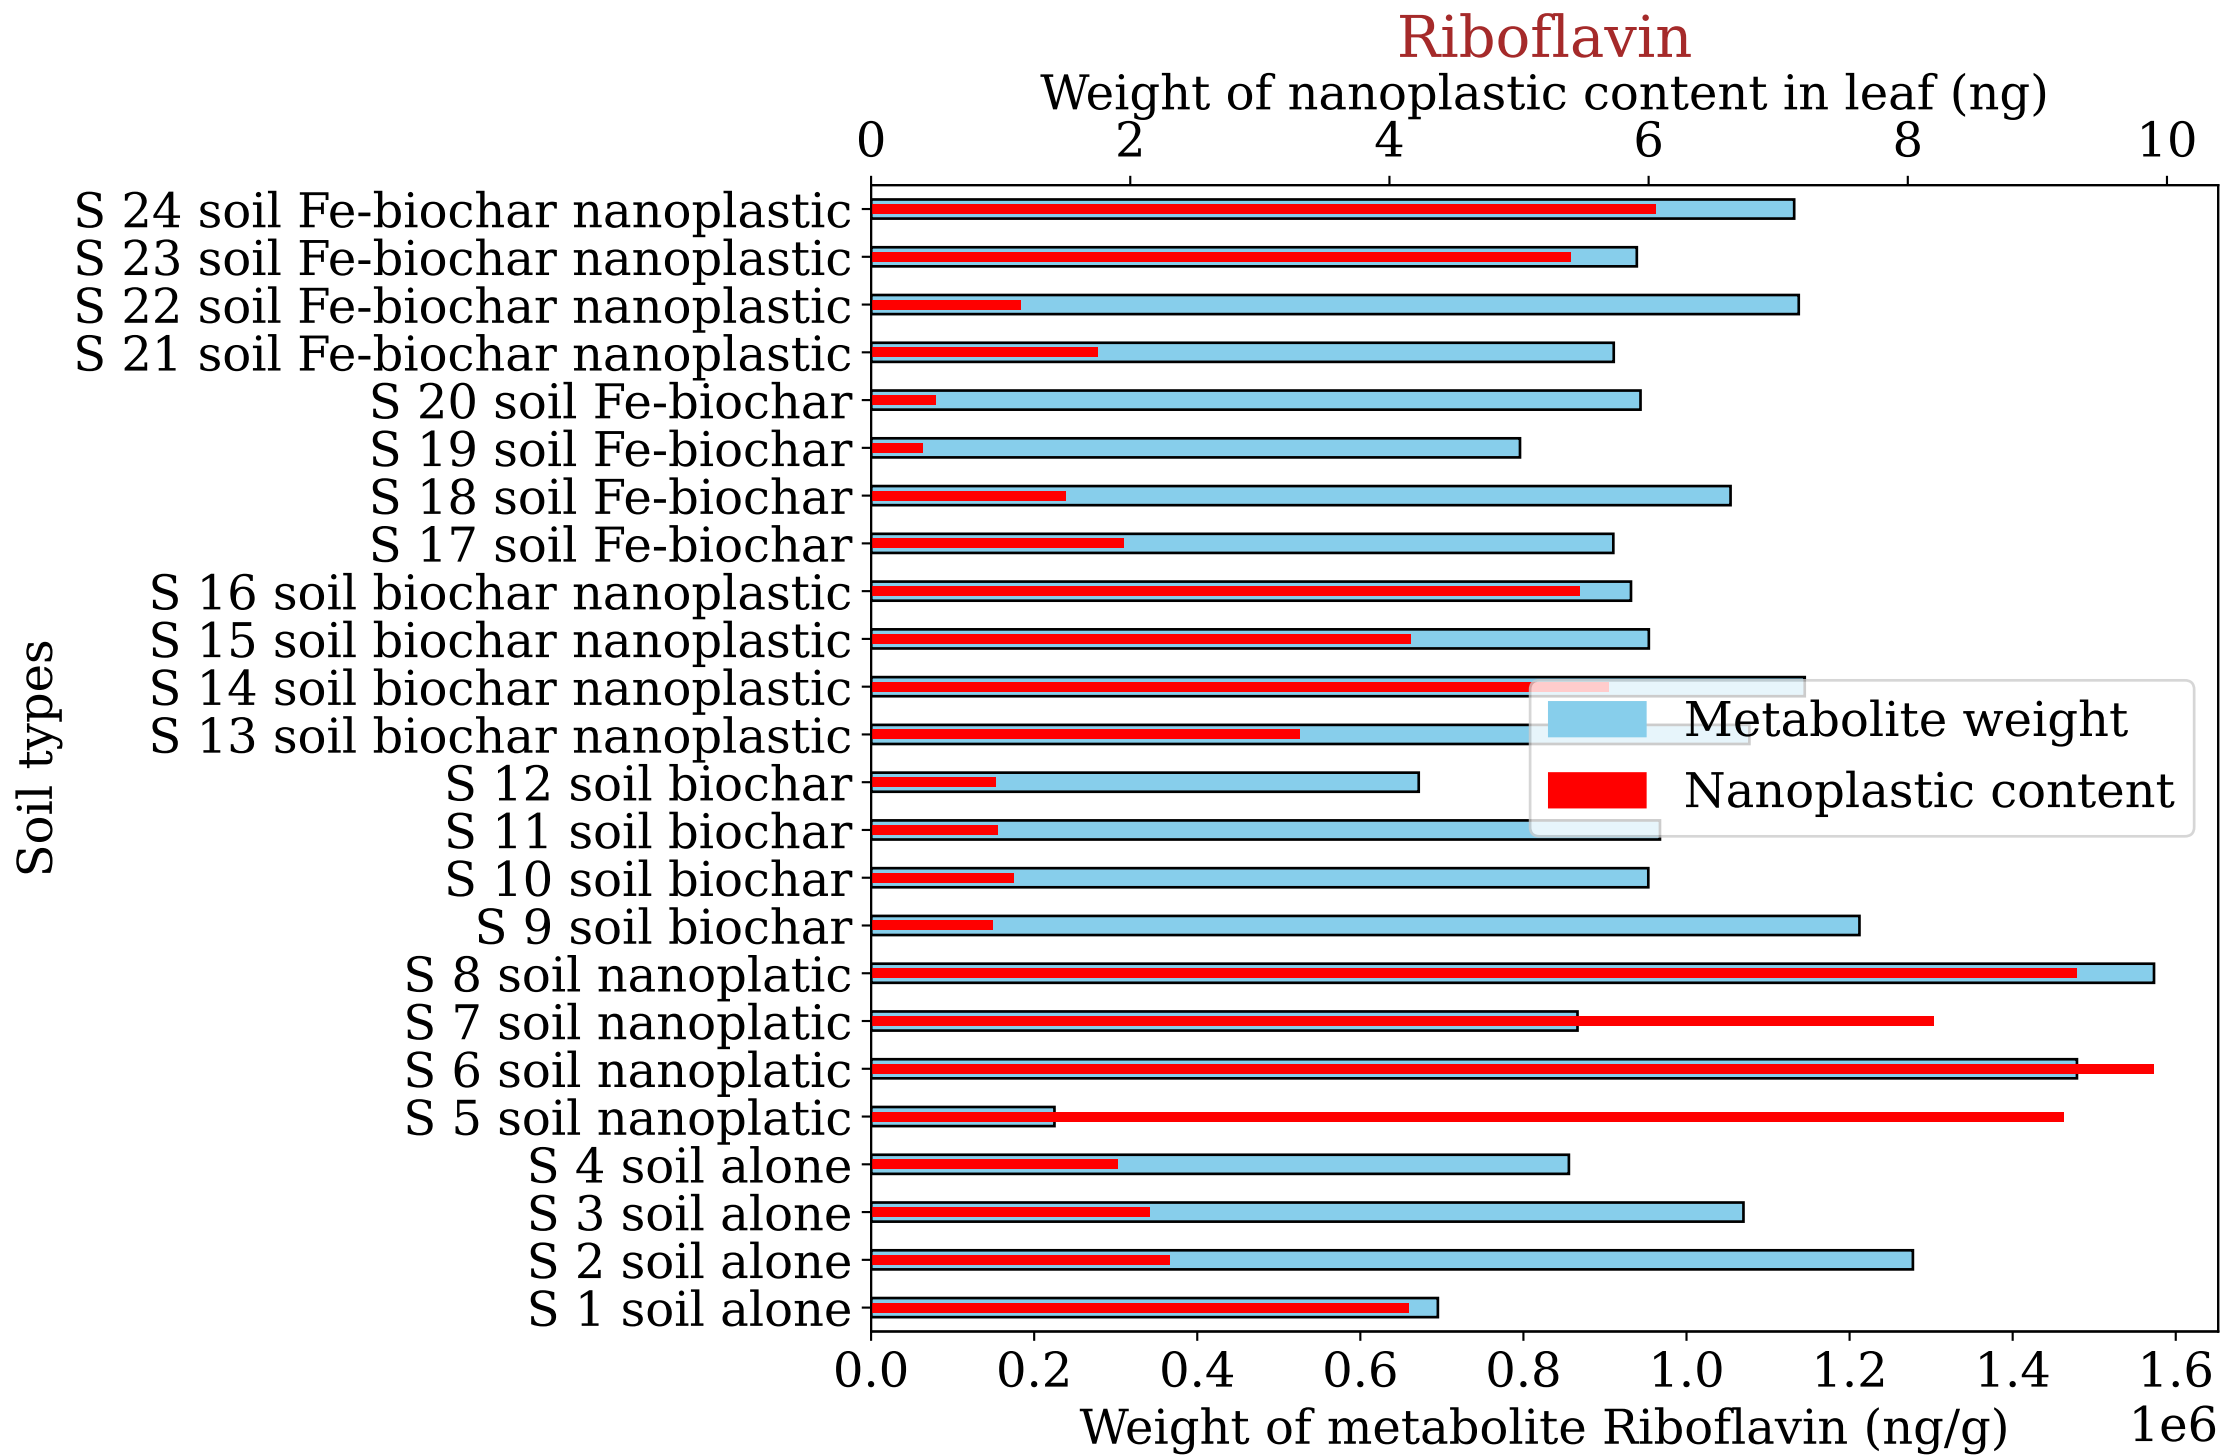 Riboflavin
Weight of nanoplastic content in leaf (ng)
0 2 4 6 8 10
S 24 soil Fe-biochar nanoplastic
S 23 soil Fe-biochar nanoplastic
S 22 soil Fe-biochar nanoplastic
S 21 soil Fe-biochar nanoplastic
S 20 soil Fe-biochar
S 19 soil Fe-biochar
S 18 soil Fe-biochar
S 17 soil Fe-biochar
S 16 soil biochar nanoplastic
S 15 soil biochar nanoplastic
S 14 soil biochar nanoplastic
S 13 soil biochar nanoplastic
S 12 soil biochar
S 11 soil biochar
S 10 soil biochar
S 9 soil biochar
S 8 soil nanoplatic
S 7 soil nanoplatic
S 6 soil nanoplatic
S 5 soil nanoplatic
S 4 soil alone
S 3 soil alone
S 2 soil alone
S 1 soil alone
Soil types
Metabolite weight
Nanoplastic content
0.0 0.2 0.4 0.6 0.8 1.0 1.2 1.4 1.6
Weight of metabolite Riboflavin (ng/g)
1e6